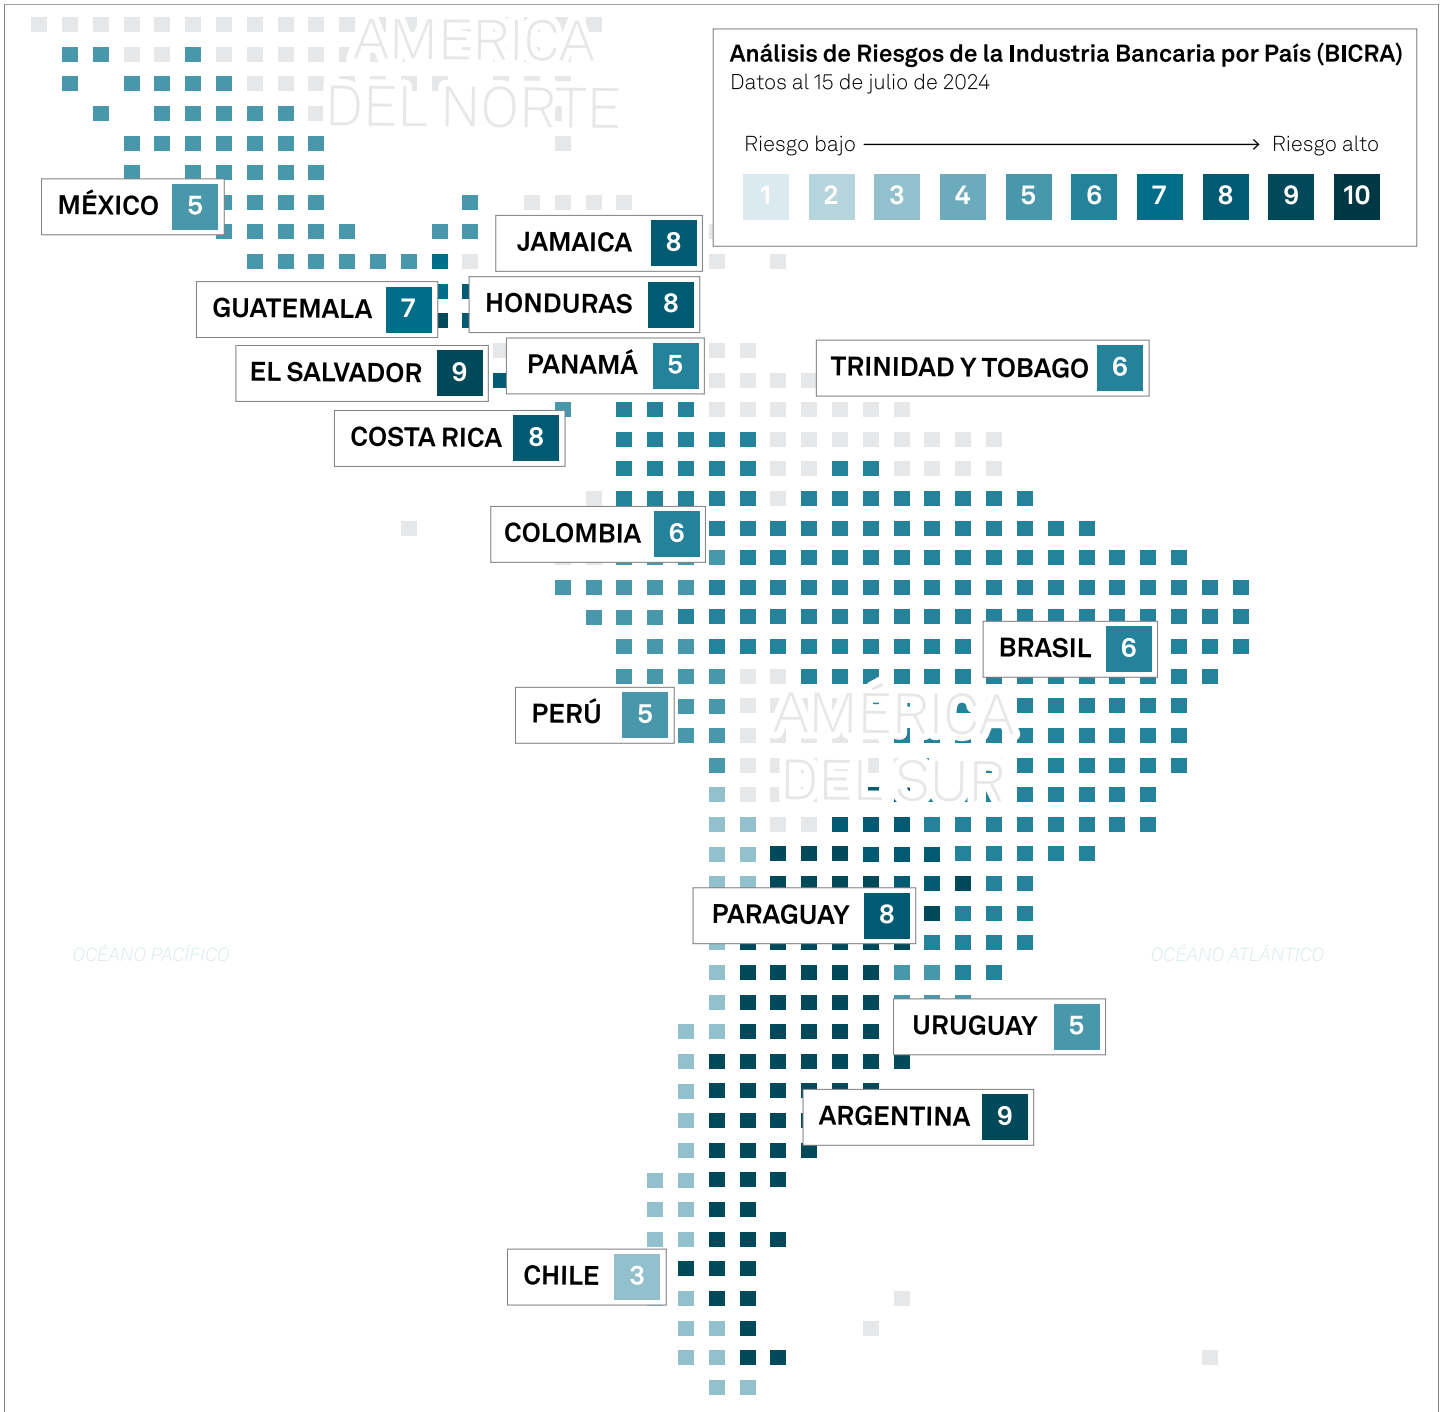 AMÉRICA
DEL NORTE
Análisis de Riesgos de la Industria Bancaria por País (BICRA)
Datos al 15 de julio de 2024
Riesgo bajo
Riesgo alto
1 2 3 4 5 6 7 8 9 10
MÉXICO 5
JAMAICA 8
GUATEMALA 7
HONDURAS 8
EL SALVADOR 9
PANAMÁ 5
TRINIDAD Y TOBAGO 6
COSTA RICA 8
COLOMBIA 6
BRASIL 6
PERÚ 5
AMÉRICA
DEL SUR
PARAGUAY 8
OCÉANO PACÍFICO
OCÉANO ATLÁNTICO
URUGUAY 5
ARGENTINA 9
CHILE 3